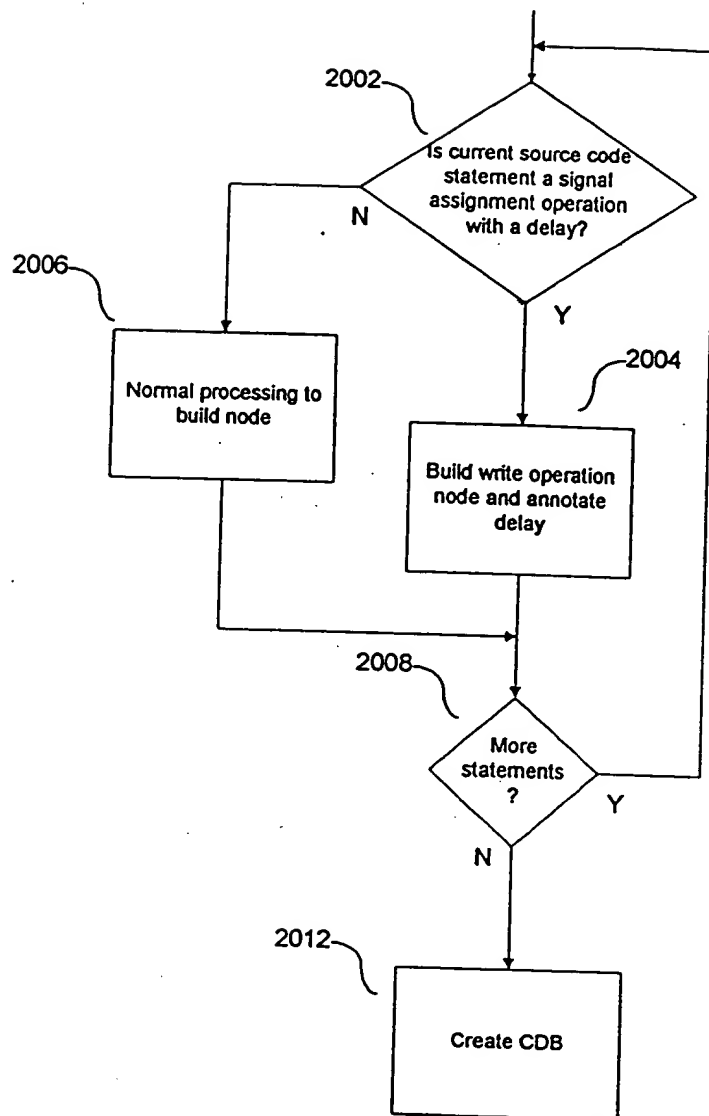 2002
Is current source code
statement a signal
assignment operation
with a delay?
N
Y
2006
Normal processing to
build node
2004
Build write operation
node and annotate
delay
2008
More
statements
?
Y
N
2012
Create CDB